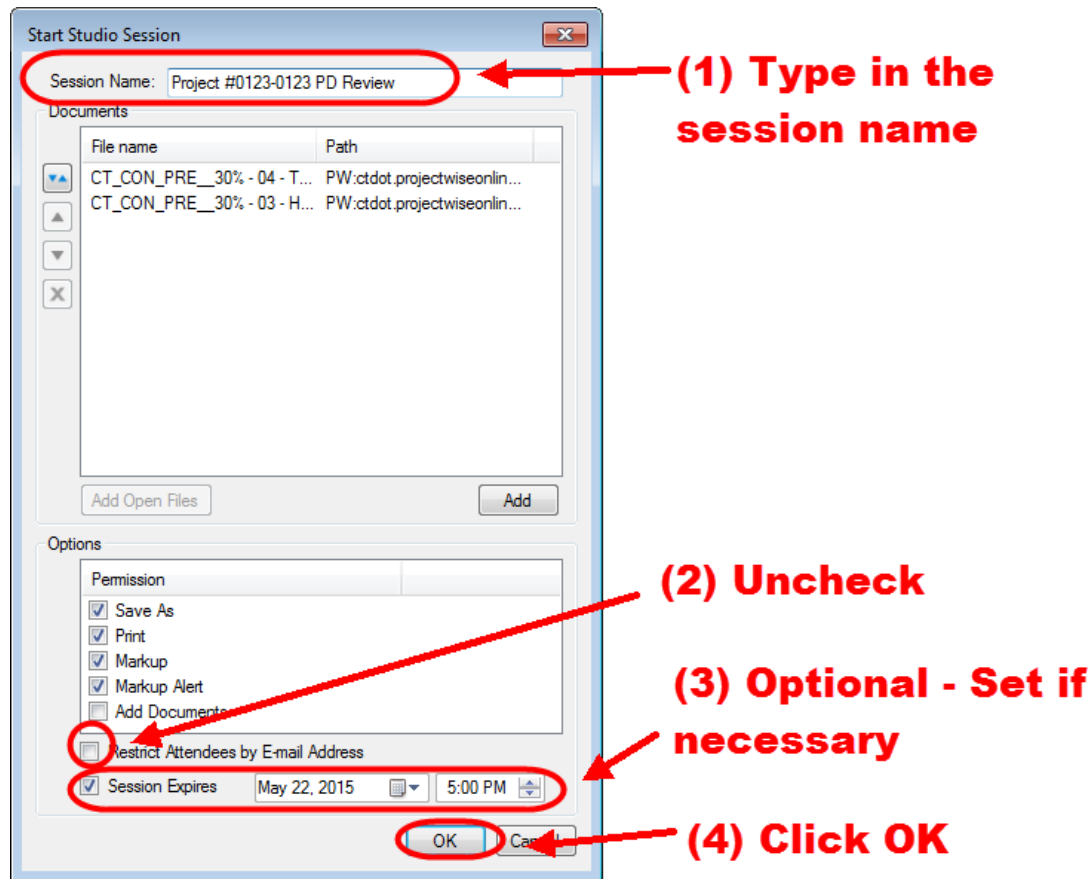 Start Studio Session
Session Name: Project #0123-0123 PD Review
(1) Type in the
session name
Documents
File name Path
CT_CON_PRE__30% - 04 - T... PW:ctdot.projectwiseonlin...
CT_CON_PRE__30% - 03 - H... PW:ctdot.projectwiseonlin...
Add Open Files Add
Options
Permission
Save As
Print
Markup
Markup Alert
Add Documents
(2) Uncheck
Restrict Attendees by E-mail Address
(3) Optional - Set if
necessary
Session Expires May 22, 2015 5:00 PM
OK Cancel
(4) Click OK